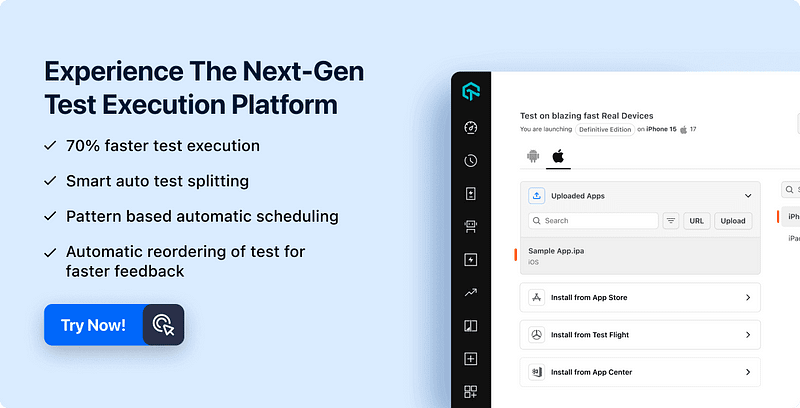 Experience The Next-Gen
Test Execution Platform
70% faster test execution
Smart auto test splitting
Pattern based automatic scheduling
Automatic reordering of test for
faster feedback
Try Now!
Test on blazing fast Real Devices
You are launching Definitive Edition on iPhone 15 17
Uploaded Apps
Search
URL
Upload
Sample App.ipa
iOS
Install from App Store
Install from Test Flight
Install from App Center